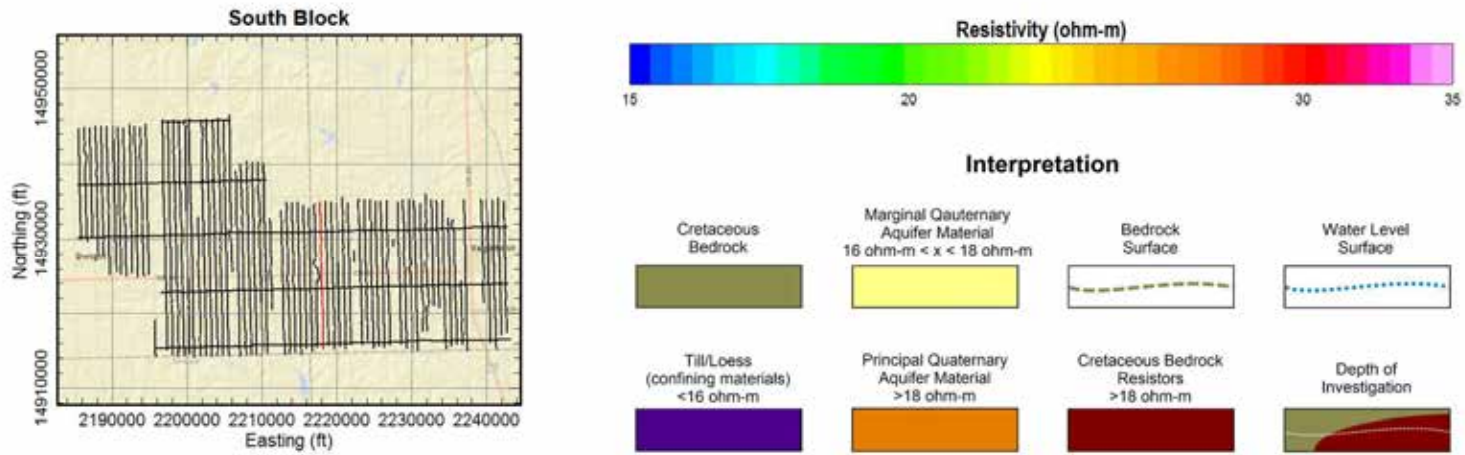 South Block
14950000
14930000
14910000
Northing (ft)
2190000 2200000 2210000 2220000 2230000 2240000
Easting (ft)
Resistivity (ohm-m)
15 20 30 35
Interpretation
Cretaceous
Bedrock
Marginal Qauternary
Aquifer Material
16 ohm-m < x < 18 ohm-m
Bedrock
Surface
Water Level
Surface
Till/Loess
(confining materials)
<16 ohm-m
Principal Quaternary
Aquifer Material
>18 ohm-m
Cretaceous Bedrock
Resistors
>18 ohm-m
Depth of
Investigation